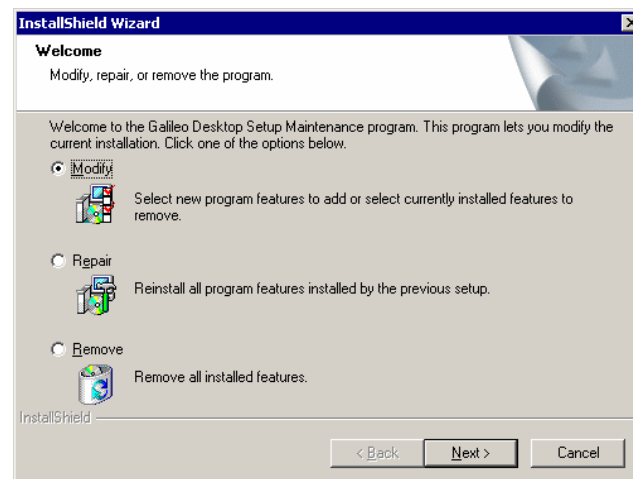 InstallShield Wizard
Welcome
Modify, repair, or remove the program.
Welcome to the Galileo Desktop Setup Maintenance program. This program lets you modify the
current installation. Click one of the options below.
Modify
Select new program features to add or select currently installed features to
remove.
Repair
Reinstall all program features installed by the previous setup.
Remove
Remove all installed features.
InstallShield
< Back Next > Cancel